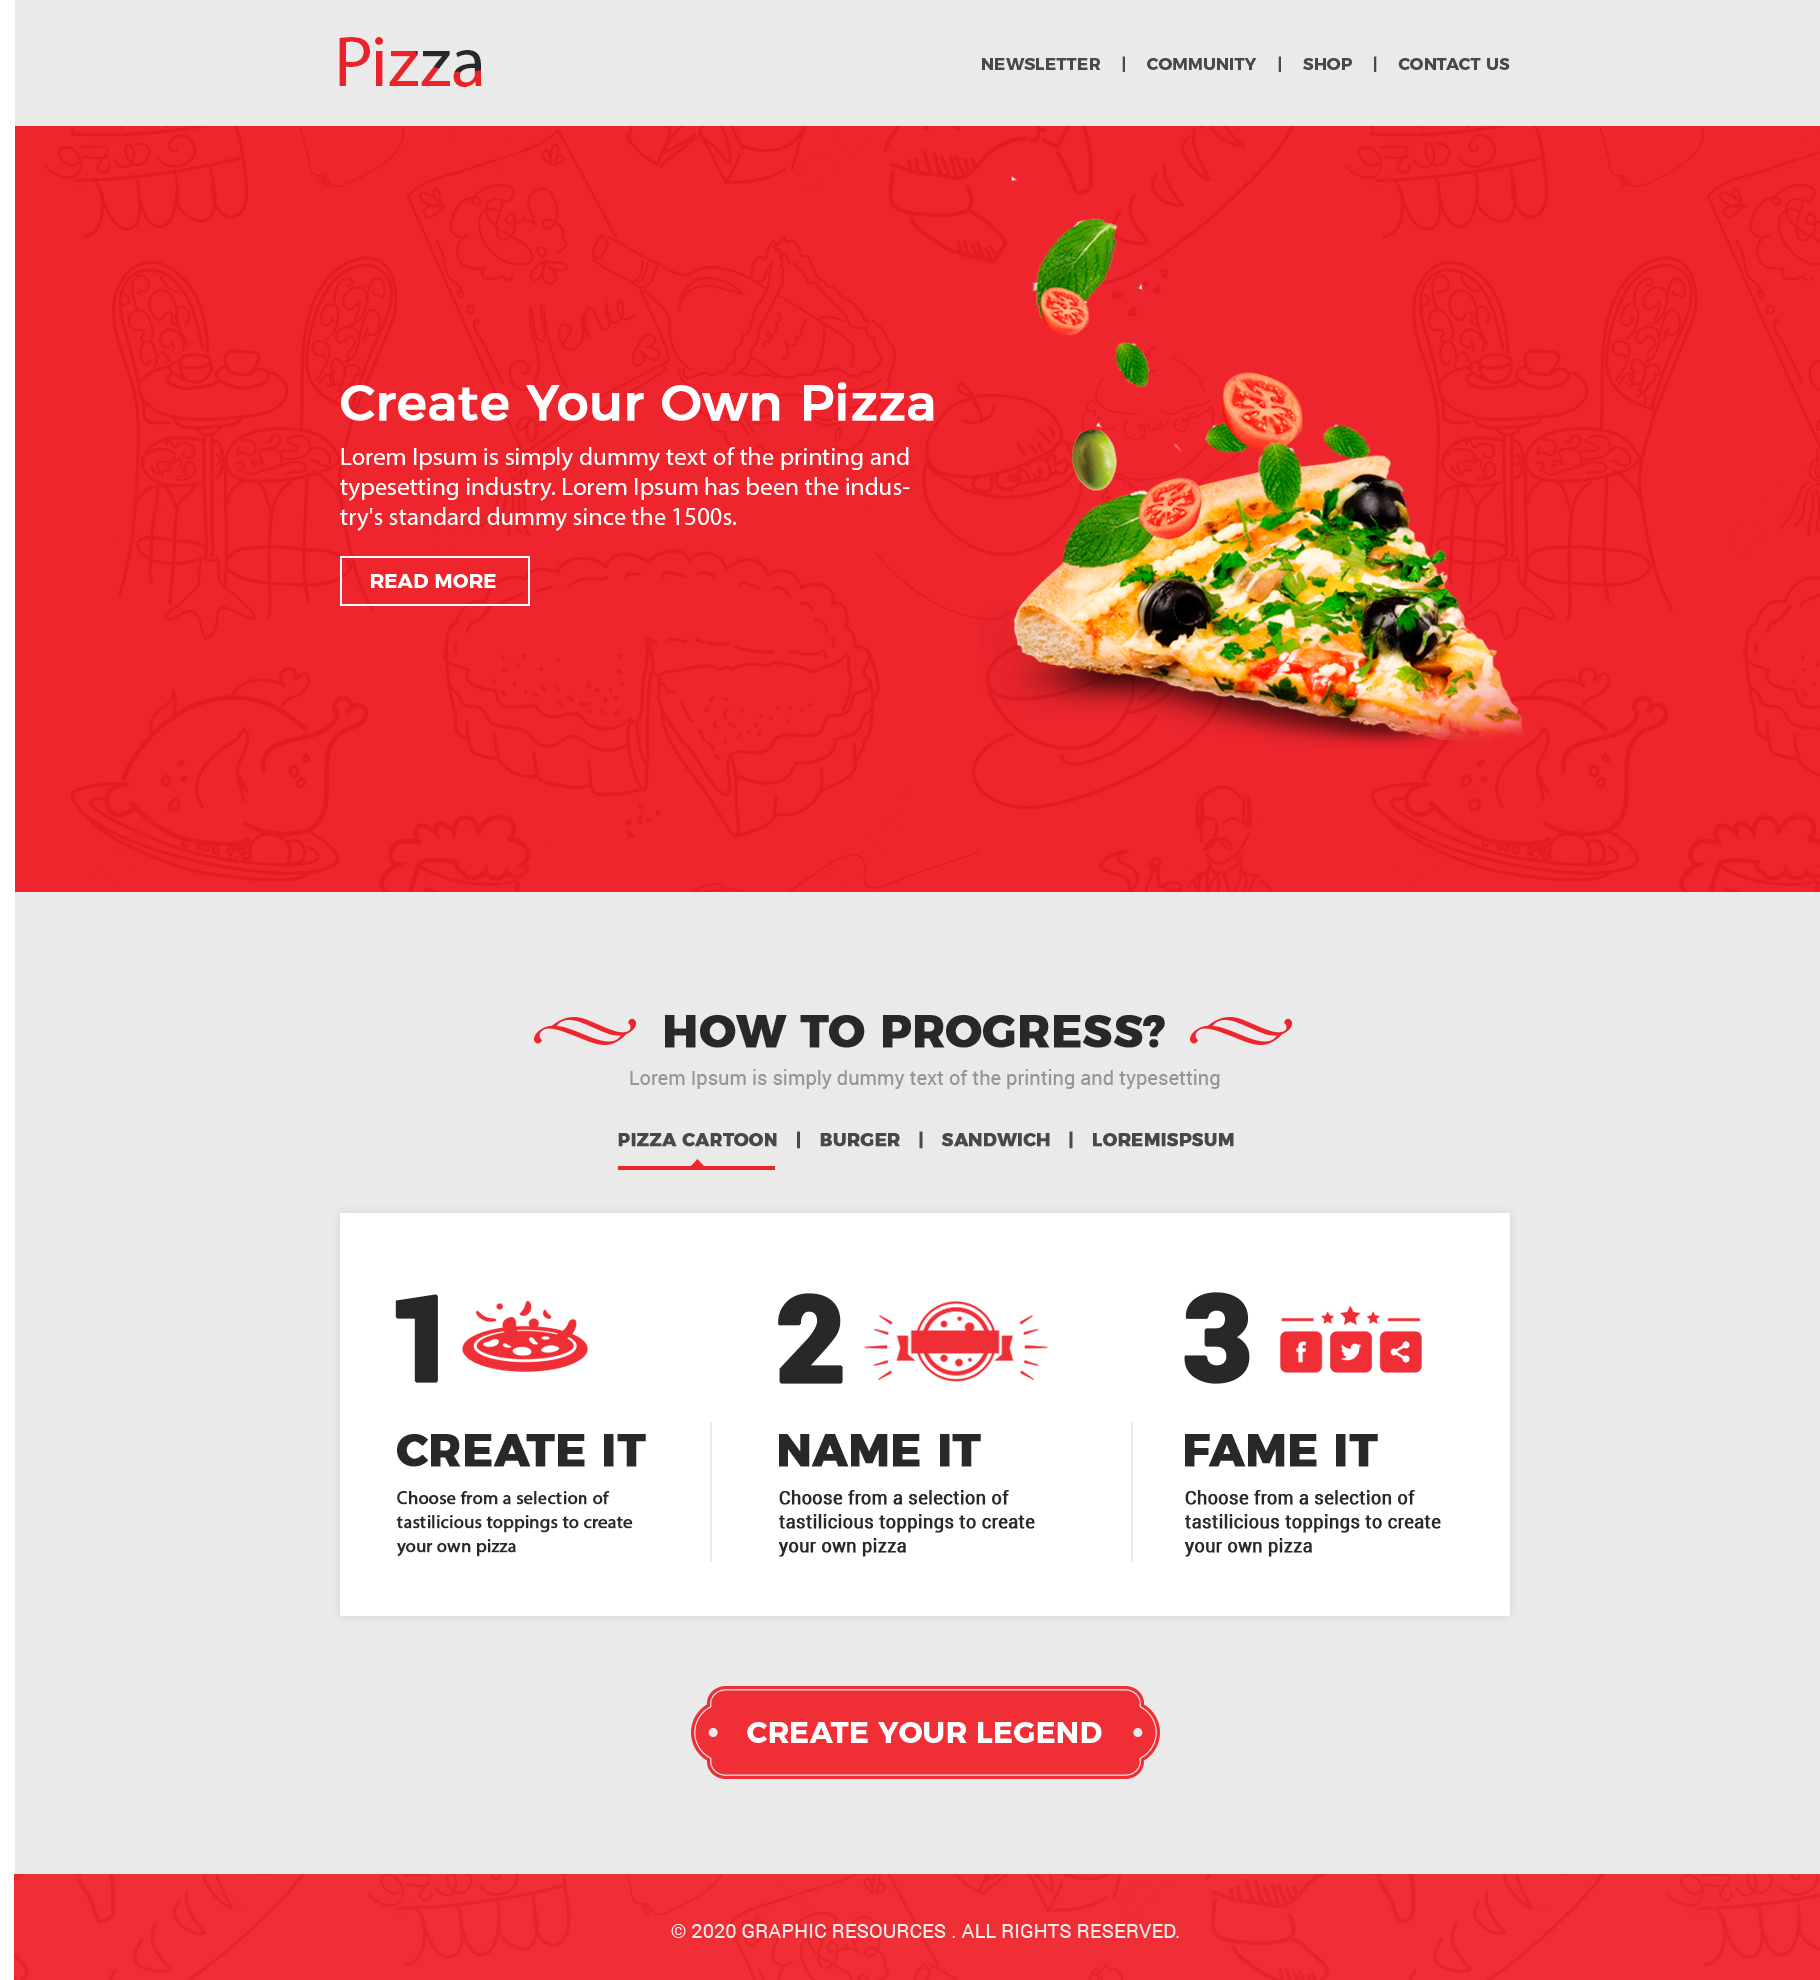 Pizza
NEWSLETTER | COMMUNITY | SHOP | CONTACT US
Menu
Create Your Own Pizza
Lorem Ipsum is simply dummy text of the printing and
typesetting industry. Lorem Ipsum has been the indus-
try's standard dummy since the 1500s.
READ MORE
HOW TO PROGRESS?
Lorem Ipsum is simply dummy text of the printing and typesetting
PIZZA CARTOON | BURGER | SANDWICH | LOREMISPSUM
1
2
3
CREATE IT
Choose from a selection of
tastilicious toppings to create
your own pizza
NAME IT
Choose from a selection of
tastilicious toppings to create
your own pizza
FAME IT
Choose from a selection of
tastilicious toppings to create
your own pizza
CREATE YOUR LEGEND
© 2020 GRAPHIC RESOURCES . ALL RIGHTS RESERVED.